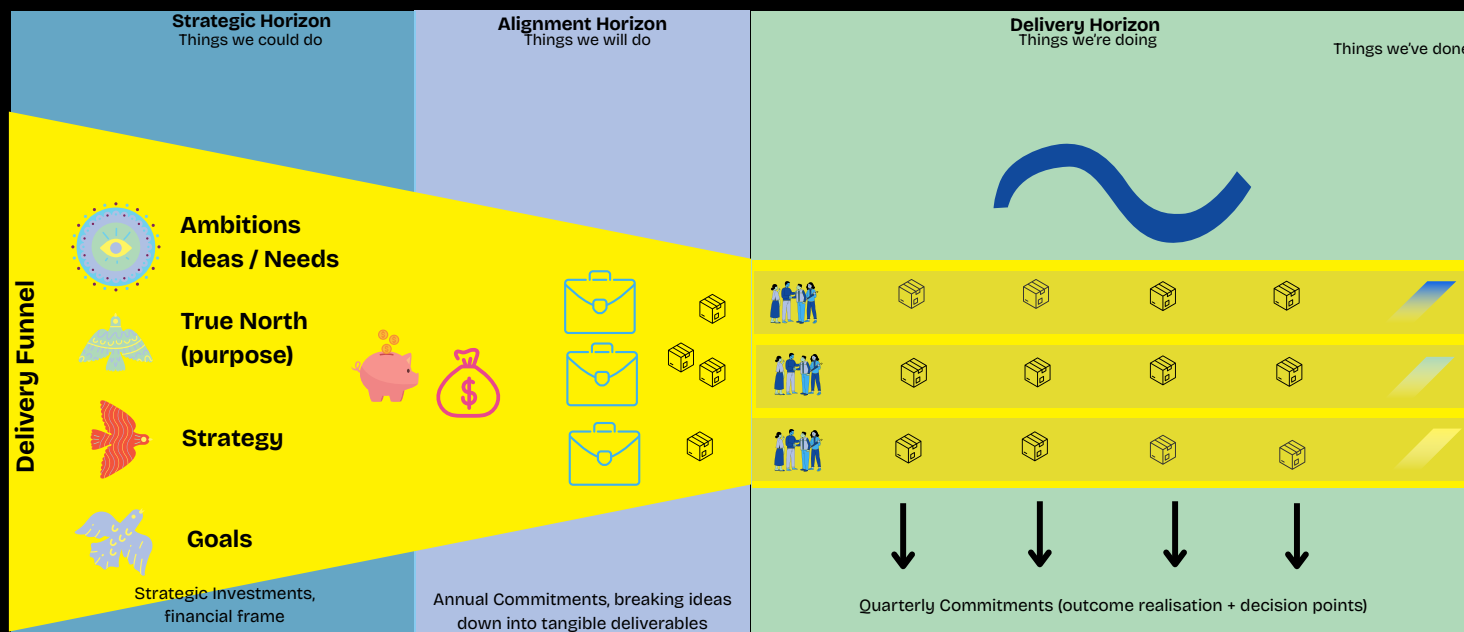 Strategic Horizon
Things we could do
Alignment Horizon
Things we will do
Delivery Horizon
Things we're doing
Things we've done
Delivery Funnel
Ambitions
Ideas / Needs
True North
(purpose)
Strategy
Goals
$
Strategic Investments,
financial frame
Annual Commitments, breaking ideas
down into tangible deliverables
Quarterly Commitments (outcome realisation + decision points)